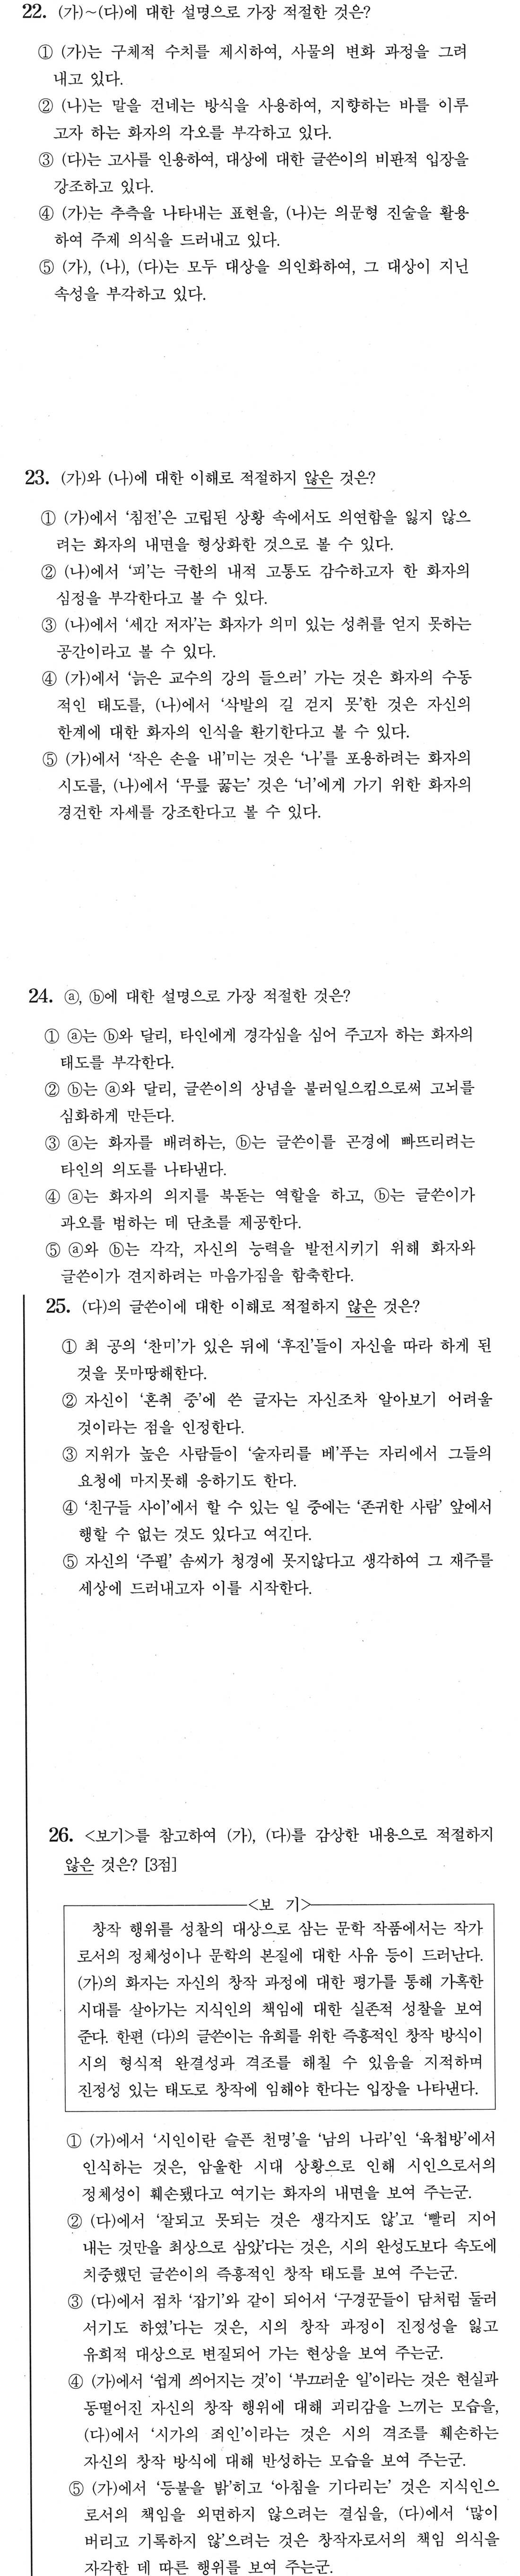 22. (가)~(다)에 대한 설명으로 가장 적절한 것은?
① (가)는 구체적 수치를 제시하여, 사물의 변화 과정을 그려
내고 있다.
② (나)는 말을 건네는 방식을 사용하여, 지향하는 바를 이루
고자 하는 화자의 각오를 부각하고 있다.
③ (다)는 고사를 인용하여, 대상에 대한 글쓴이의 비판적 입장을
강조하고 있다.
④ (가)는 추측을 나타내는 표현을, (나)는 의문형 진술을 활용
하여 주제 의식을 드러내고 있다.
⑤ (가), (나), (다)는 모두 대상을 의인화하여, 그 대상이 지닌
속성을 부각하고 있다.
23. (가)와 (나)에 대한 이해로 적절하지 않은 것은?
① (가)에서 ‘침전’은 고립된 상황 속에서도 의연함을 잃지 않으
려는 화자의 내면을 형상화한 것으로 볼 수 있다.
② (나)에서 ‘피’는 극한의 내적 고통도 감수하고자 한 화자의
심정을 부각한다고 볼 수 있다.
③ (나)에서 ‘세간 저자’는 화자가 의미 있는 성취를 얻지 못하는
공간이라고 볼 수 있다.
④ (가)에서 ‘늙은 교수의 강의 들으러’ 가는 것은 화자의 수동
적인 태도를, (나)에서 ‘삭발의 길 걷지 못’한 것은 자신의
한계에 대한 화자의 인식을 환기한다고 볼 수 있다.
⑤ (가)에서 ‘작은 손을 내’미는 것은 ‘나’를 포용하려는 화자의
시도를, (나)에서 ‘무릎 꿇는’ 것은 ‘너’에게 가기 위한 화자의
경건한 자세를 강조한다고 볼 수 있다.
24. ⓐ, ⓑ에 대한 설명으로 가장 적절한 것은?
① ⓐ는 ⓑ와 달리, 타인에게 경각심을 심어 주고자 하는 화자의
태도를 부각한다.
② ⓑ는 ⓐ와 달리, 글쓴이의 상념을 불러일으킴으로써 고뇌를
심화하게 만든다.
③ ⓐ는 화자를 배려하는, ⓑ는 글쓴이를 곤경에 빠뜨리려는
타인의 의도를 나타낸다.
④ ⓐ는 화자의 의지를 북돋는 역할을 하고, ⓑ는 글쓴이가
과오를 범하는 데 단초를 제공한다.
⑤ ⓐ와 ⓑ는 각각, 자신의 능력을 발전시키기 위해 화자와
글쓴이가 견지하려는 마음가짐을 함축한다.
25. (다)의 글쓴이에 대한 이해로 적절하지 않은 것은?
① 최 공의 ‘찬미’가 있은 뒤에 ‘후진’들이 자신을 따라 하게 된
것을 못마땅해한다.
② 자신이 ‘혼취 중’에 쓴 글자는 자신조차 알아보기 어려울
것이라는 점을 인정한다.
③ 지위가 높은 사람들이 ‘술자리를 베’푸는 자리에서 그들의
요청에 마지못해 응하기도 한다.
④ ‘친구들 사이’에서 할 수 있는 일 중에는 ‘존귀한 사람’ 앞에서
행할 수 없는 것도 있다고 여긴다.
⑤ 자신의 ‘주필’ 솜씨가 청경에 못지않다고 생각하여 그 재주를
세상에 드러내고자 이를 시작한다.
26. <보기>를 참고하여 (가), (다)를 감상한 내용으로 적절하지
않은 것은? [3점]
<보 기>
창작 행위를 성찰의 대상으로 삼는 문학 작품에서는 작가
로서의 정체성이나 문학의 본질에 대한 사유 등이 드러난다.
(가)의 화자는 자신의 창작 과정에 대한 평가를 통해 가혹한
시대를 살아가는 지식인의 책임에 대한 실존적 성찰을 보여
준다. 한편 (다)의 글쓴이는 유희를 위한 즉흥적인 창작 방식이
시의 형식적 완결성과 격조를 해칠 수 있음을 지적하며
진정성 있는 태도로 창작에 임해야 한다는 입장을 나타낸다.
① (가)에서 ‘시인이란 슬픈 천명’을 ‘남의 나라’인 ‘육첩방’에서
인식하는 것은, 암울한 시대 상황으로 인해 시인으로서의
정체성이 훼손됐다고 여기는 화자의 내면을 보여 주는군.
② (다)에서 ‘잘되고 못되는 것은 생각지도 않’고 ‘빨리 지어
내는 것만을 최상으로 삼았’다는 것은, 시의 완성도보다 속도에
치중했던 글쓴이의 즉흥적인 창작 태도를 보여 주는군.
③ (다)에서 점차 ‘잡기’와 같이 되어서 ‘구경꾼들이 담처럼 둘러
서기도 하였’다는 것은, 시의 창작 과정이 진정성을 잃고
유희적 대상으로 변질되어 가는 현상을 보여 주는군.
④ (가)에서 ‘쉽게 씌어지는 것’이 ‘부끄러운 일’이라는 것은 현실과
동떨어진 자신의 창작 행위에 대해 괴리감을 느끼는 모습을,
(다)에서 ‘시가의 죄인’이라는 것은 시의 격조를 훼손하는
자신의 창작 방식에 대해 반성하는 모습을 보여 주는군.
⑤ (가)에서 ‘등불을 밝’히고 ‘아침을 기다리는’ 것은 지식인으
로서의 책임을 외면하지 않으려는 결심을, (다)에서 ‘많이
버리고 기록하지 않’으려는 것은 창작자로서의 책임 의식을
자각한 데 따른 행위를 보여 주는군.